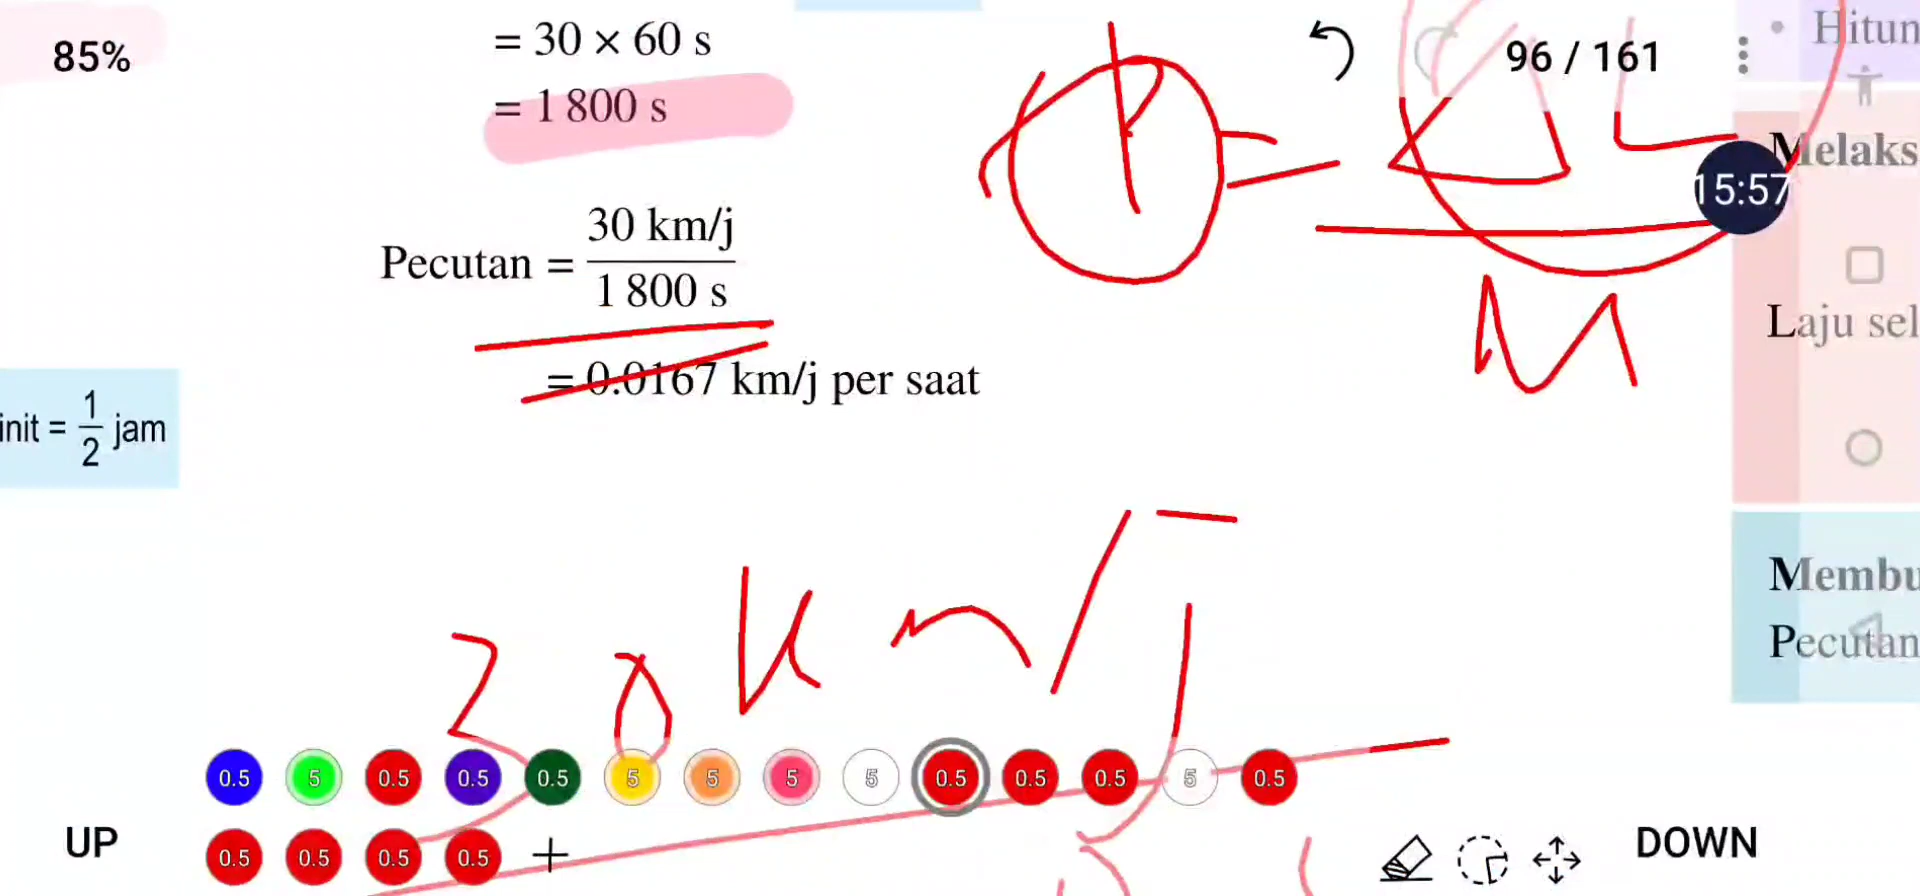 85%
= 30 × 60 s
= 1 800 s
96 / 161
Hitun
Melaks
15:57
Pecutan = 30 km/j
1 800 s
= 0.0167 km/j per saat
Laju sel
init = 1/2 jam
M
30 km/j
Membu
Pecutan
0.5 5 0.5 0.5 0.5 5 5 5 5 0.5 0.5 0.5 5 0.5
0.5 0.5 0.5 0.5 +
UP
DOWN